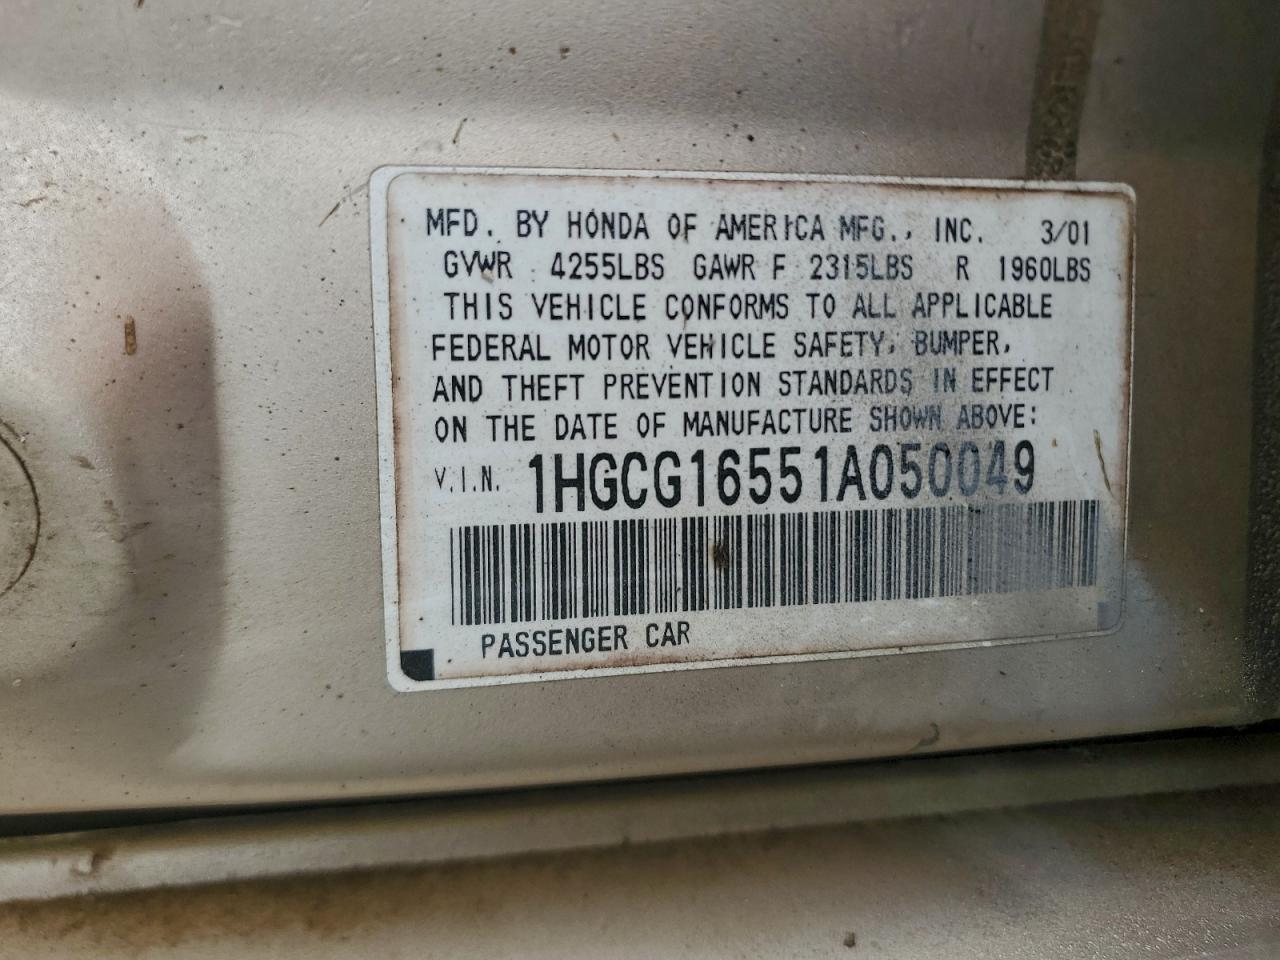 MFD. BY HONDA OF AMERICA MFG., INC. 3/01
GVWR 4255LBS GAWR F 2315LBS R 1960LBS
THIS VEHICLE CONFORMS TO ALL APPLICABLE
FEDERAL MOTOR VEHICLE SAFETY, BUMPER,
AND THEFT PREVENTION STANDARDS IN EFFECT
ON THE DATE OF MANUFACTURE SHOWN ABOVE:
V.I.N. 1HGCG16551A050049
PASSENGER CAR